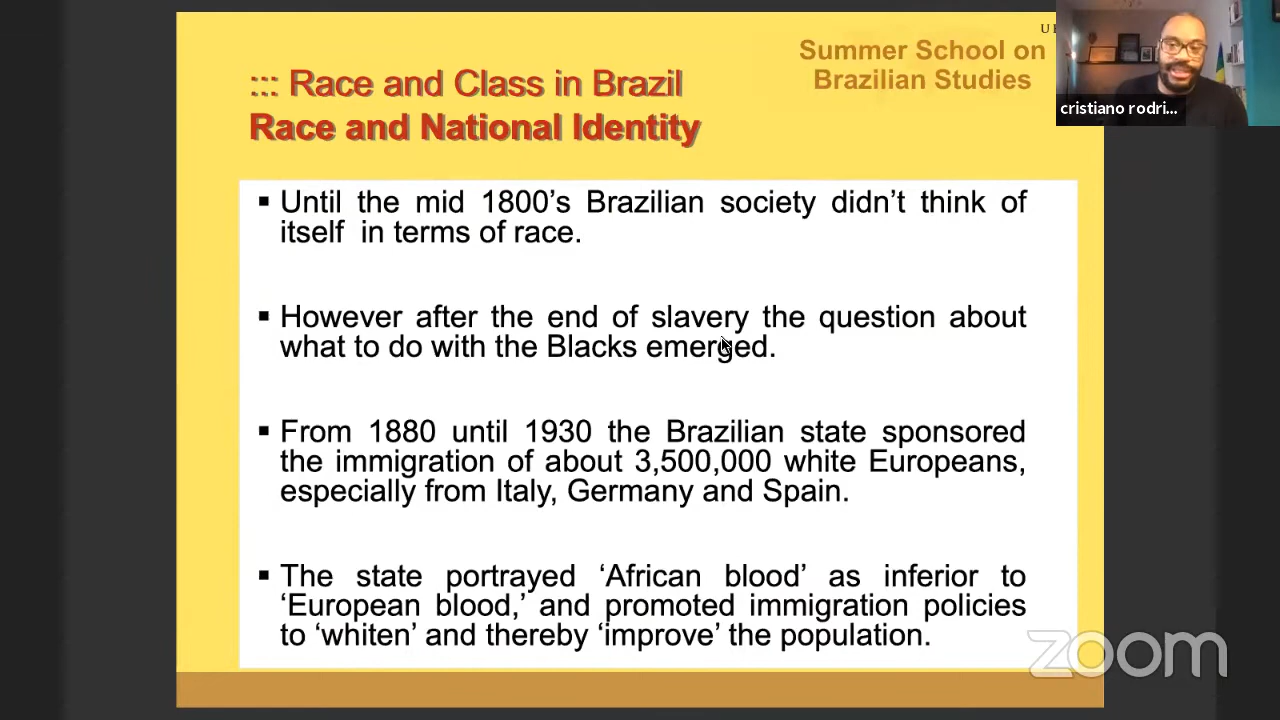 U
Summer School on
Brazilian Studies
::: Race and Class in Brazil
Race and National Identity
cristiano rodri...
▪ Until the mid 1800’s Brazilian society didn’t think of
itself in terms of race.
▪ However after the end of slavery the question about
what to do with the Blacks emerged.
▪ From 1880 until 1930 the Brazilian state sponsored
the immigration of about 3,500,000 white Europeans,
especially from Italy, Germany and Spain.
▪ The state portrayed ‘African blood’ as inferior to
‘European blood,’ and promoted immigration policies
to ‘whiten’ and thereby ‘improve’ the population.
zoom